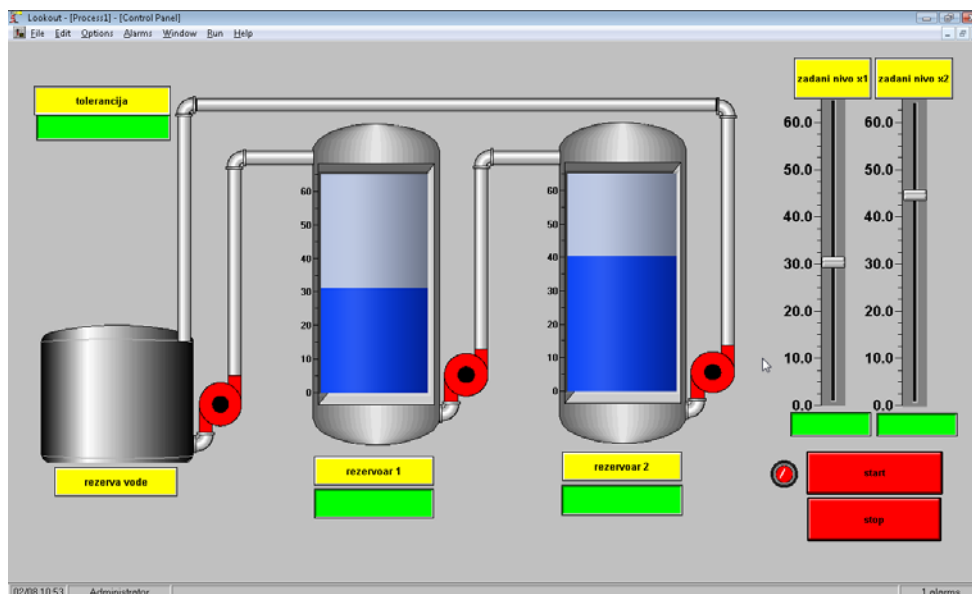 Lookout - [Process1] - [Control Panel]
File Edit Options Alarms Window Run Help
tolerancija
zadani nivo x1 zadani nivo x2
60.0 60.0
50.0 50.0
40.0 40.0
30.0 30.0
20.0 20.0
10.0 10.0
0.0 0.0
60 60
50 50
40 40
30 30
20 20
10 10
0 0
rezerva vode
rezervoar 1
rezervoar 2
start
stop
02/08 10:53 Administrator 1 alarms